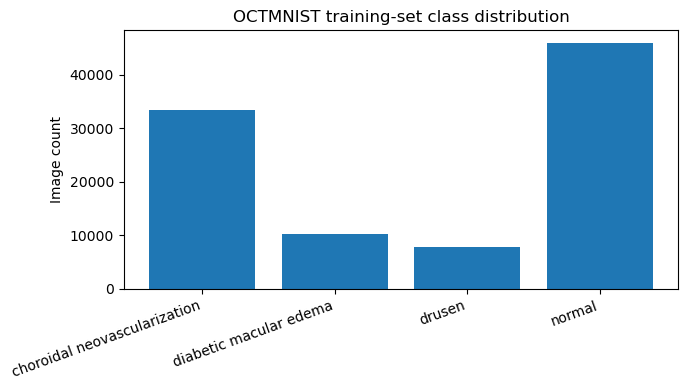 OCTMNIST training-set class distribution
Image count
40000
30000
20000
10000
0
choroidal neovascularization
diabetic macular edema
drusen
normal